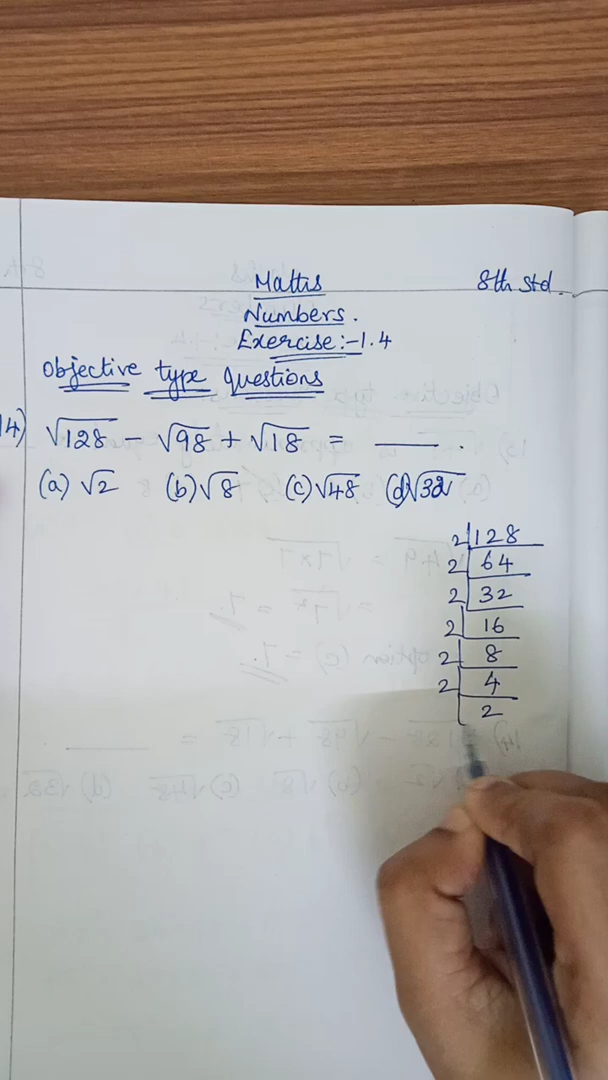 Maths
8th std.
Numbers.
Exercise:-1.4
Objective type Questions
14) √128 - √98 + √18 = ____.
(a) √2 (b) √8 (c) √48 (d) √32
2 128
2 64
2 32
2 16
2 8
2 4
2